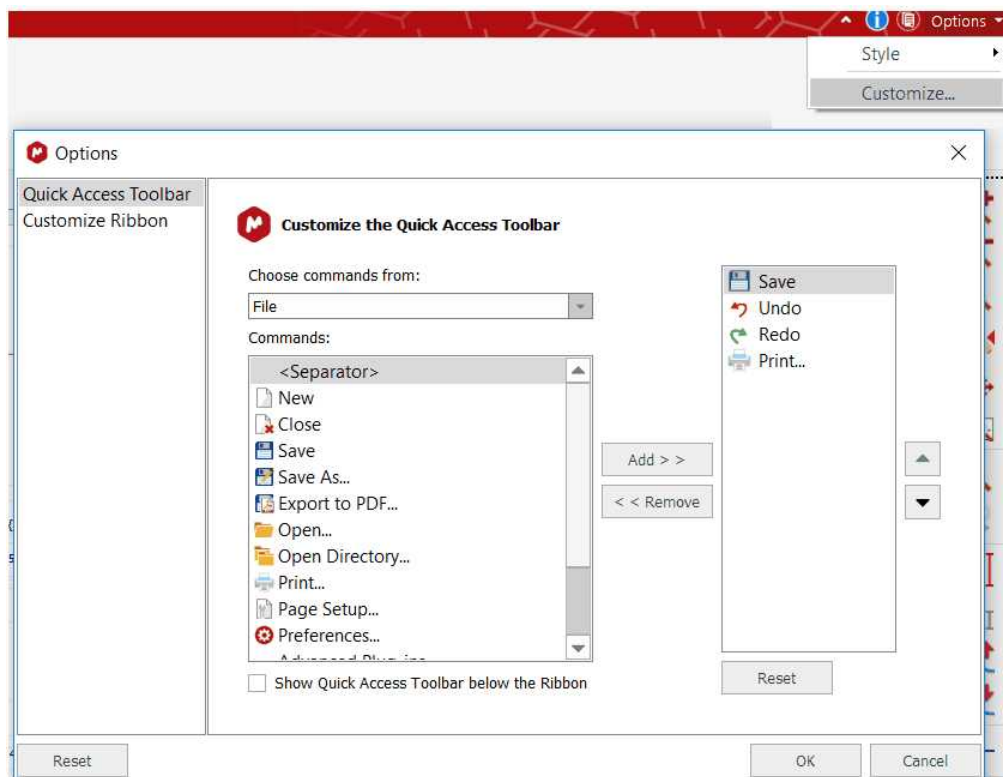 Options
Style
Customize...
Options
Quick Access Toolbar
Customize Ribbon
Customize the Quick Access Toolbar
Choose commands from:
File
Commands:
<Separator>
New
Close
Save
Save As...
Export to PDF...
Open...
Open Directory...
Print...
Page Setup...
Preferences...
Show Quick Access Toolbar below the Ribbon
Add > >
< < Remove
Save
Undo
Redo
Print...
Reset
Reset
OK
Cancel